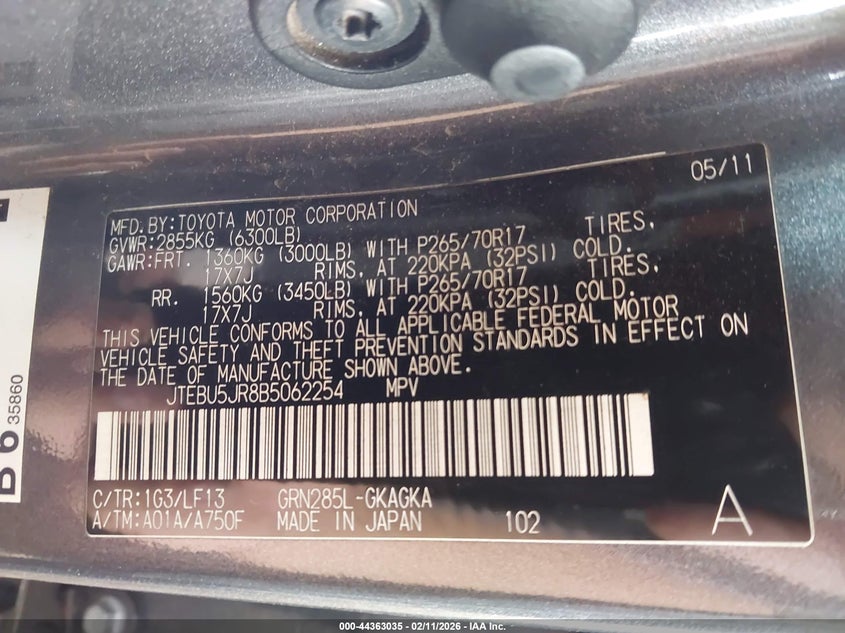 05/11
MFD. BY: TOYOTA MOTOR CORPORATION
GVWR: 2855KG (6300LB)
GAWR: FRT. 1360KG (3000LB) WITH P265/70R17 TIRES,
17X7J RIMS, AT 220KPA (32PSI) COLD.
RR. 1560KG (3450LB) WITH P265/70R17 TIRES,
17X7J RIMS, AT 220KPA (32PSI) COLD.
THIS VEHICLE CONFORMS TO ALL APPLICABLE FEDERAL MOTOR
VEHICLE SAFETY AND THEFT PREVENTION STANDARDS IN EFFECT ON
THE DATE OF MANUFACTURE SHOWN ABOVE.
JTEBU5JR8B5062254 MPV
C/TR: 1G3/LF13 GRN285L-GKAGKA
A/TM: A01A/A750F MADE IN JAPAN 102 A
35860
000-44363035 - 02/11/2026 - IAA Inc.